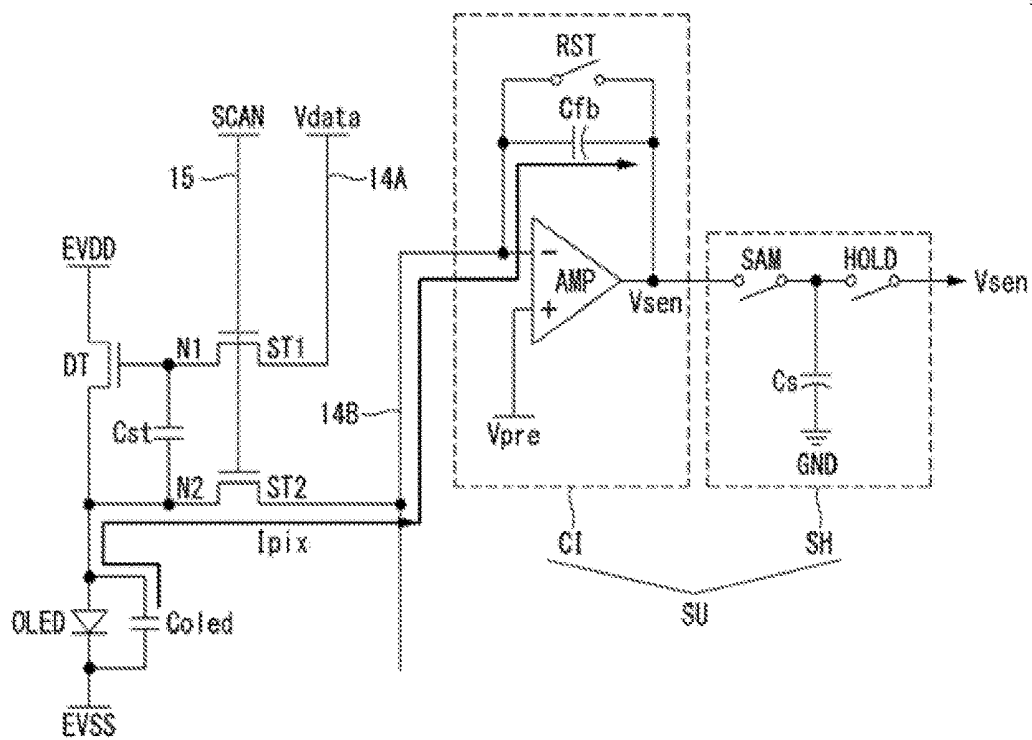 RST
Cfb
SCAN
Vdata
15
14A
EVDD
AMP
Vsen
SAM
HOLD
Vsen
DT
N1
ST1
Cst
14B
Vpre
Cs
GND
N2
ST2
Ipix
CI
SH
SU
OLED
Coled
EVSS